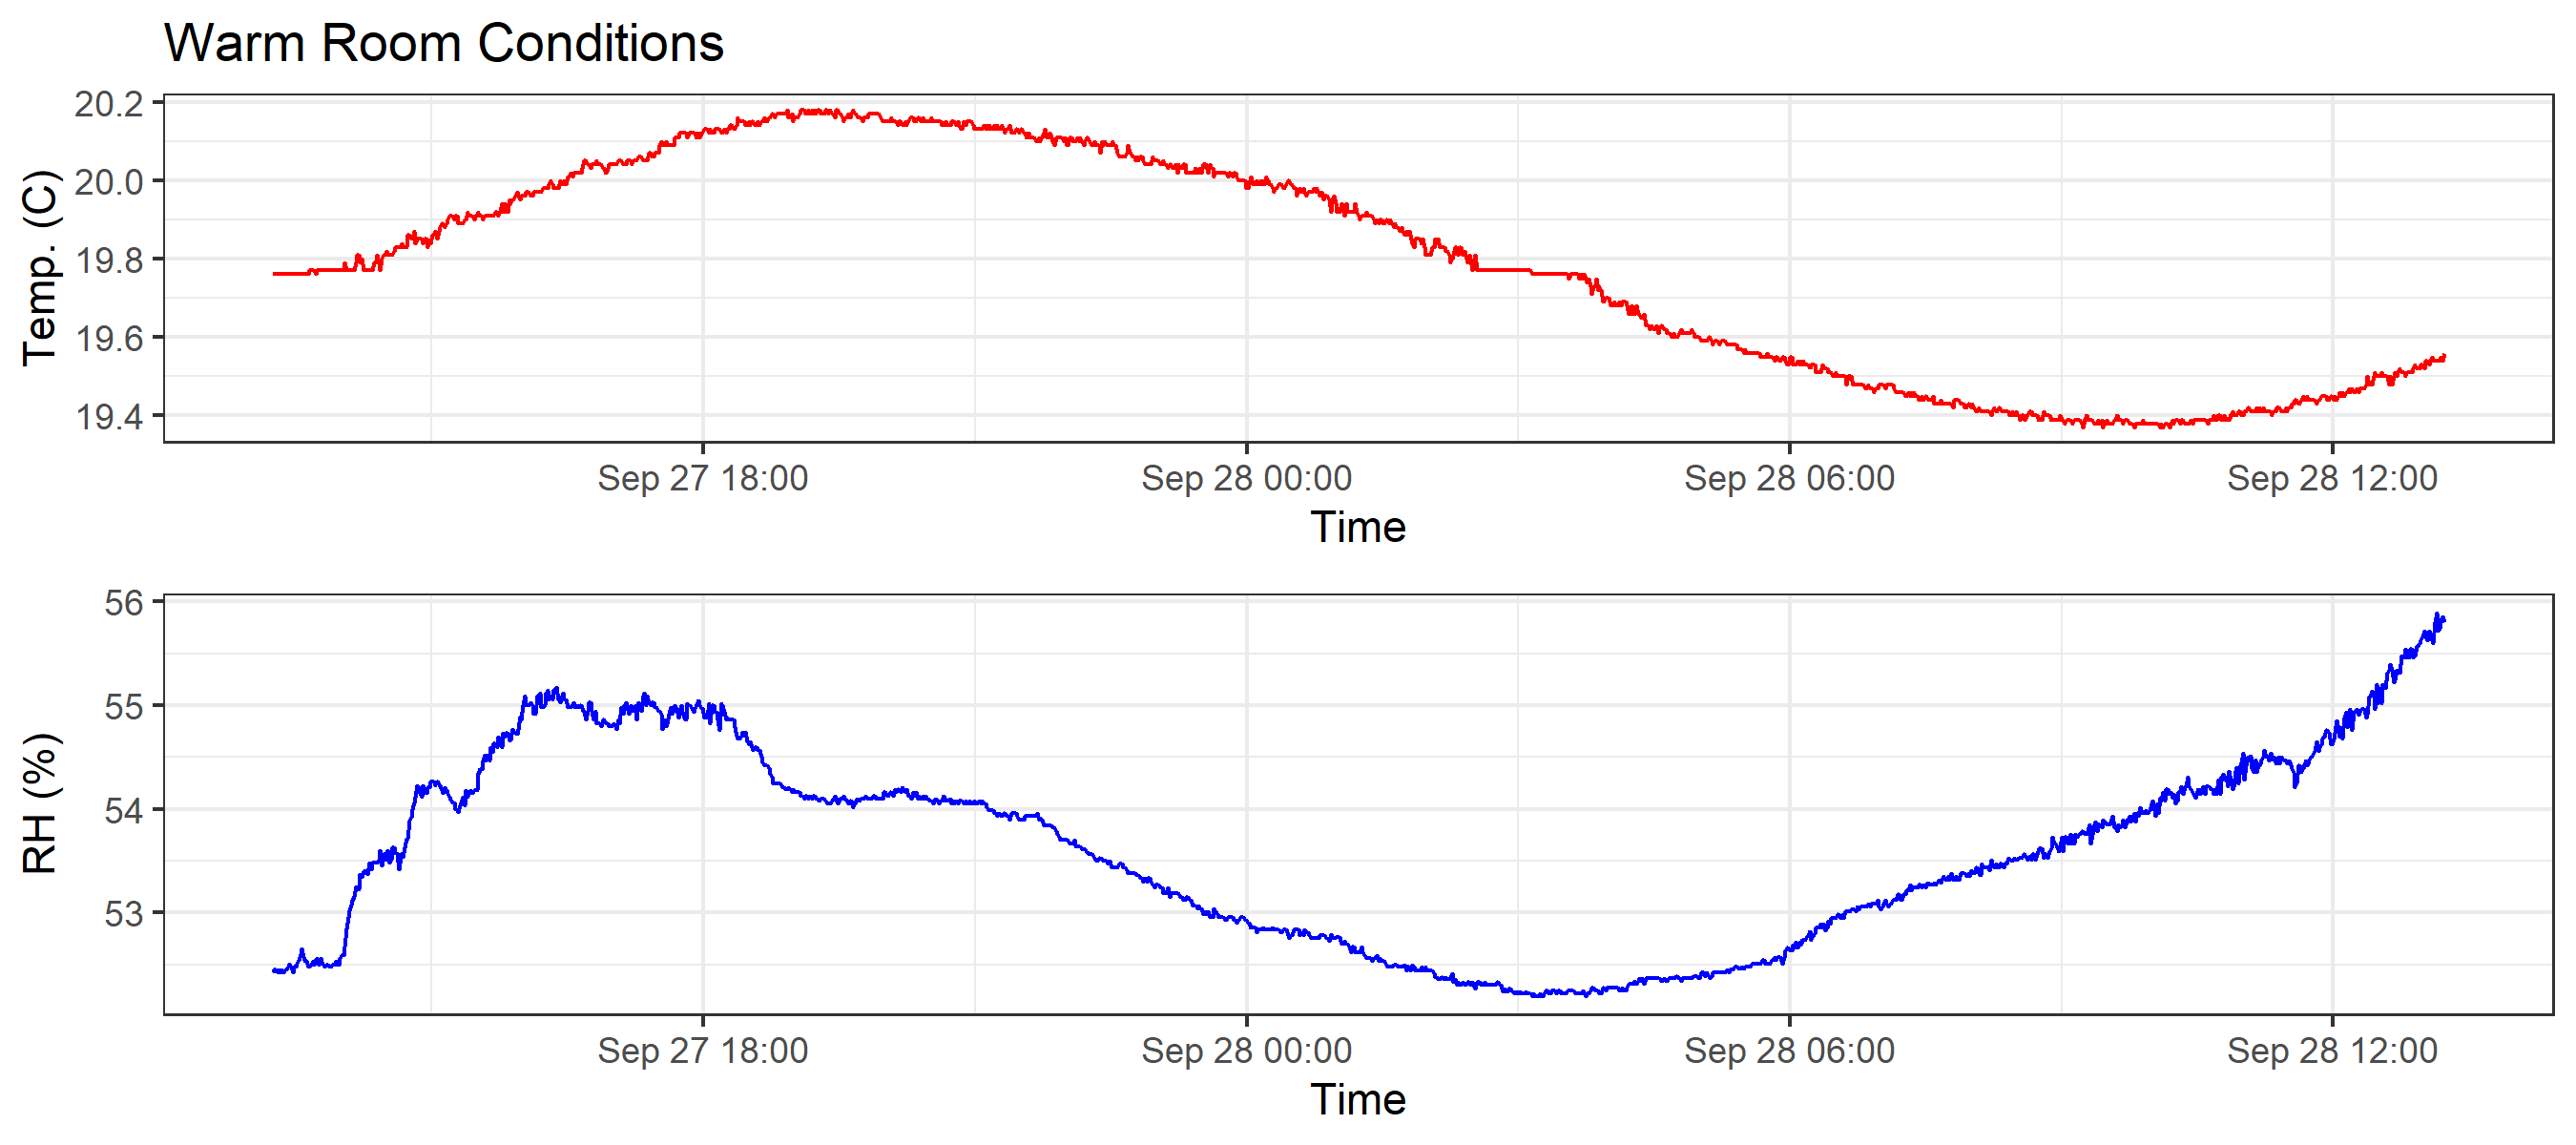 Warm Room Conditions
20.2
20.0
19.8
19.6
19.4
Temp. (C)
Sep 27 18:00 Sep 28 00:00 Sep 28 06:00 Sep 28 12:00
Time
56
55
54
53
RH (%)
Sep 27 18:00 Sep 28 00:00 Sep 28 06:00 Sep 28 12:00
Time